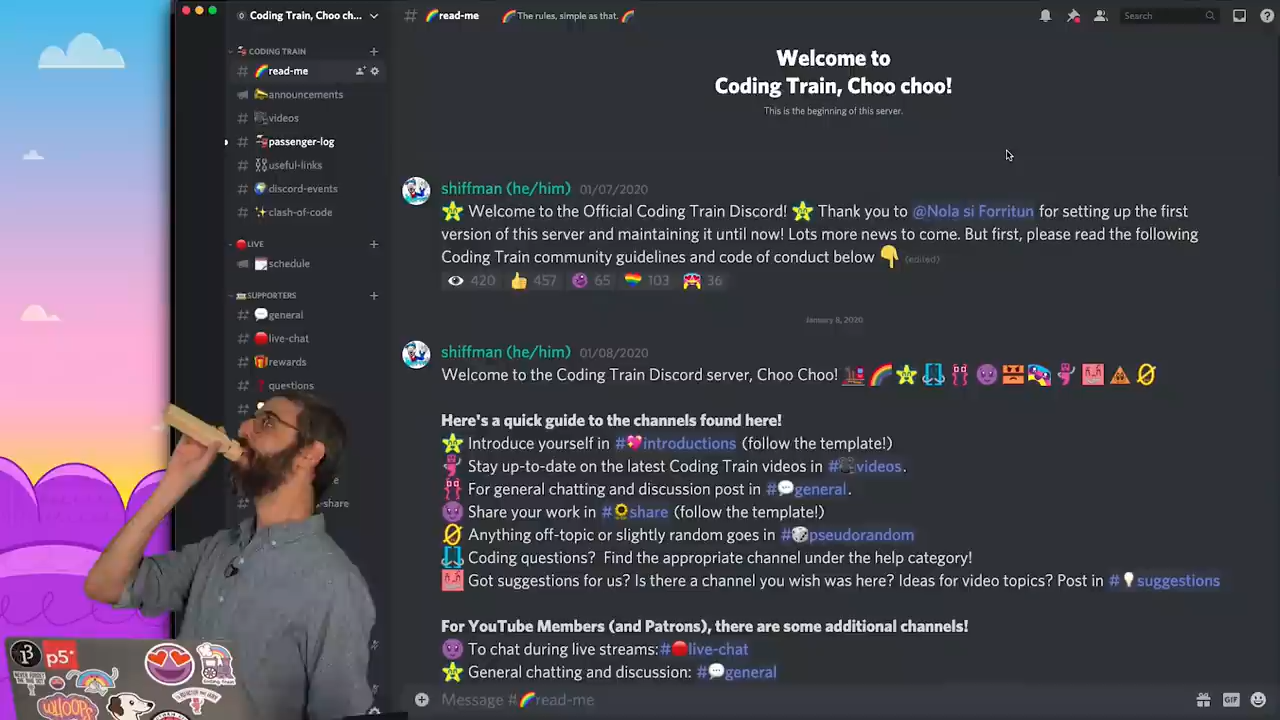 Coding Train, Choo ch...
# read-me
The rules, simple as that.
Search
CODING TRAIN
# read-me
announcements
# videos
# passenger-log
# useful-links
# discord-events
# clash-of-code
LIVE
schedule
SUPPORTERS
# general
# live-chat
# rewards
# questions
-share
Welcome to
Coding Train, Choo choo!
This is the beginning of this server.
shiffman (he/him) 01/07/2020
Welcome to the Official Coding Train Discord! Thank you to @Nola si Forritun for setting up the first
version of this server and maintaining it until now! Lots more news to come. But first, please read the following
Coding Train community guidelines and code of conduct below (edited)
420 457 65 103 36
January 8, 2020
shiffman (he/him) 01/08/2020
Welcome to the Coding Train Discord server, Choo Choo!
Here's a quick guide to the channels found here!
Introduce yourself in #introductions (follow the template!)
Stay up-to-date on the latest Coding Train videos in #videos.
For general chatting and discussion post in #general.
Share your work in #share (follow the template!)
Anything off-topic or slightly random goes in #pseudorandom
Coding questions? Find the appropriate channel under the help category!
Got suggestions for us? Is there a channel you wish was here? Ideas for video topics? Post in #suggestions
For YouTube Members (and Patrons), there are some additional channels!
To chat during live streams:#live-chat
General chatting and discussion: #general
Message #read-me
GIF
p5*
WHOOPS